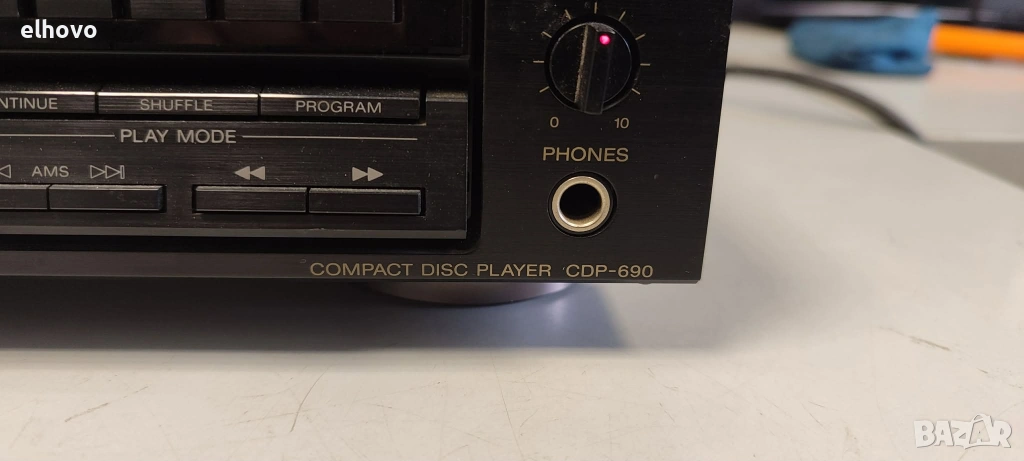 elhovo
NTINUE SHUFFLE PROGRAM
PLAY MODE
AMS
0 10
PHONES
COMPACT DISC PLAYER CDP-690
BAZAR